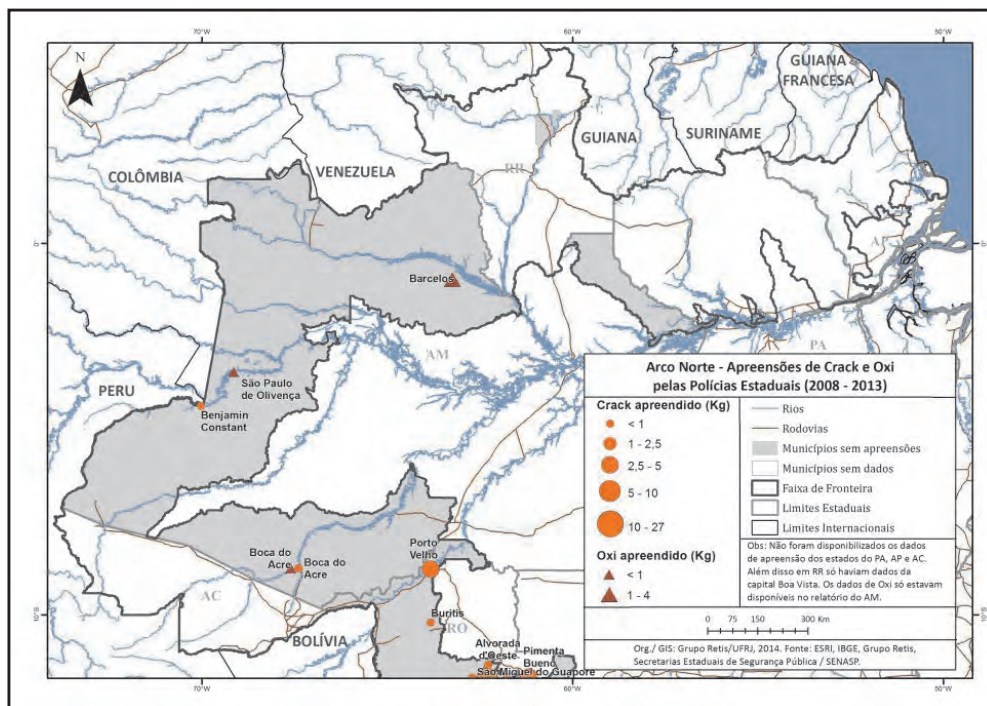 70°W
60°W
50°W
N
GUIANA
FRANCESA
GUIANA
SURINAME
VENEZUELA
COLÔMBIA
RR
AP
0°
0°
Barcelos
AM
PA
São Paulo
de Olivença
PERU
Benjamin
Constant
Porto
Velho
Boca do
Acre
Boca do
Acre
AC
Buritis
RO
BOLÍVIA
Alvorada
d'Oeste
Pimenta
Bueno
São Miguel do Guaporé
10°S
10°S
70°W
60°W
50°W
Arco Norte - Apreensões de Crack e Oxi
pelas Polícias Estaduais (2008 - 2013)
Crack apreendido (Kg)
< 1
1 - 2,5
2,5 - 5
5 - 10
10 - 27
Oxi apreendido (Kg)
< 1
1 - 4
Rios
Rodovias
Municípios sem apreensões
Municípios sem dados
Faixa de Fronteira
Limites Estaduais
Limites Internacionais
Obs: Não foram disponibilizados os dados
de apreensão dos estados do PA, AP e AC.
Além disso em RR só haviam dados da
capital Boa Vista. Os dados de Oxi só estavam
disponíveis no relatório do AM.
0 75 150 300 Km
Org./ GIS: Grupo Retis/UFRJ, 2014. Fonte: ESRI, IBGE, Grupo Retis,
Secretarias Estaduais de Segurança Pública / SENASP.